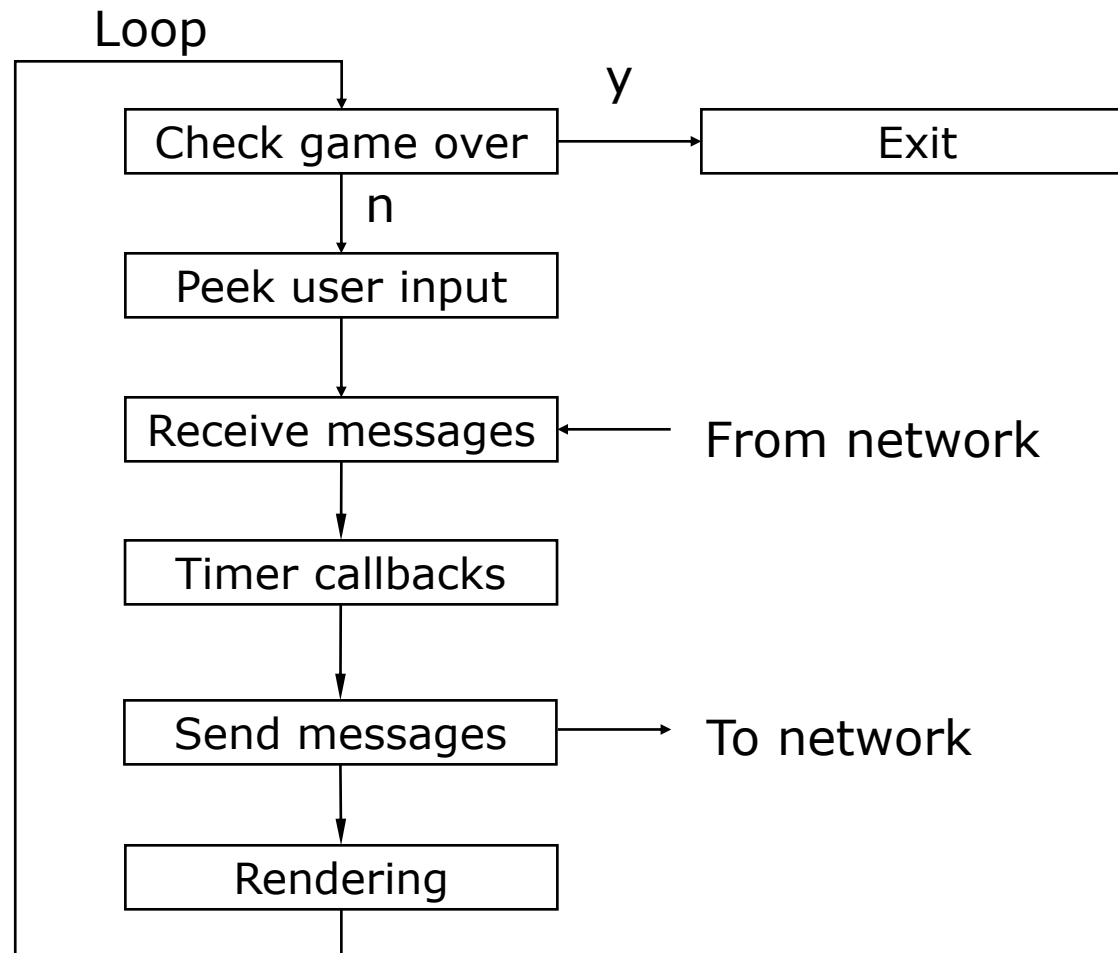 Loop
y
Check game over
Exit
n
Peek user input
Receive messages
From network
Timer callbacks
Send messages
To network
Rendering